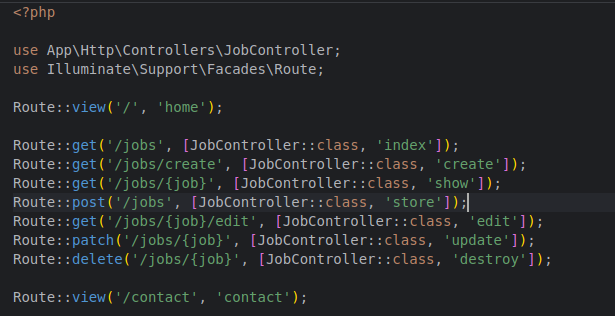 <?php
use App\Http\Controllers\JobController;
use Illuminate\Support\Facades\Route;
Route::view('/', 'home');
Route::get('/jobs', [JobController::class, 'index']);
Route::get('/jobs/create', [JobController::class, 'create']);
Route::get('/jobs/{job}', [JobController::class, 'show']);
Route::post('/jobs', [JobController::class, 'store']);
Route::get('/jobs/{job}/edit', [JobController::class, 'edit']);
Route::patch('/jobs/{job}', [JobController::class, 'update']);
Route::delete('/jobs/{job}', [JobController::class, 'destroy']);
Route::view('/contact', 'contact');